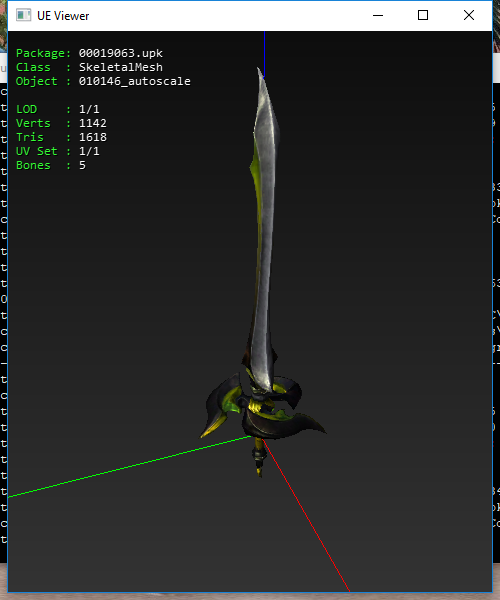 UE Viewer
Package: 00019063.upk
Class  : SkeletalMesh
Object : 010146_autoscale
LOD    : 1/1
Verts  : 1142
Tris   : 1618
UV Set : 1/1
Bones  : 5